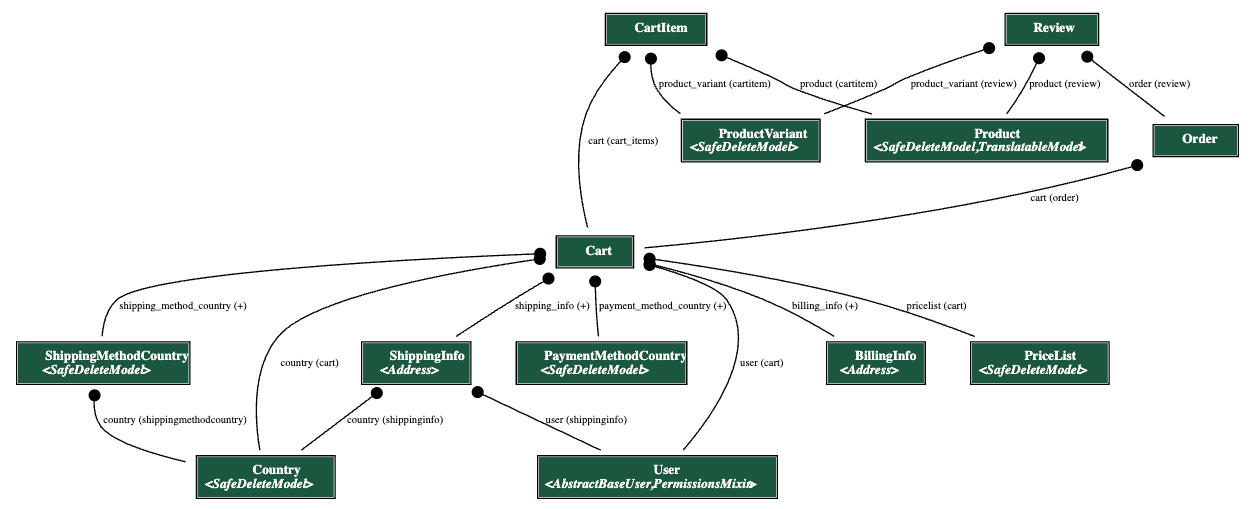 CartItem
Review
product_variant (cartitem)
product (cartitem)
product_variant (review)
product (review)
order (review)
cart (cart_items)
ProductVariant
<SafeDeleteModel>
Product
<SafeDeleteModel,TranslatableModel>
Order
cart (order)
Cart
shipping_method_country (+)
shipping_info (+)
payment_method_country (+)
billing_info (+)
pricelist (cart)
country (cart)
user (cart)
ShippingMethodCountry
<SafeDeleteModel>
ShippingInfo
<Address>
PaymentMethodCountry
<SafeDeleteModel>
BillingInfo
<Address>
PriceList
<SafeDeleteModel>
country (shippingmethodcountry)
country (shippinginfo)
user (shippinginfo)
Country
<SafeDeleteModel>
User
<AbstractBaseUser,PermissionsMixin>